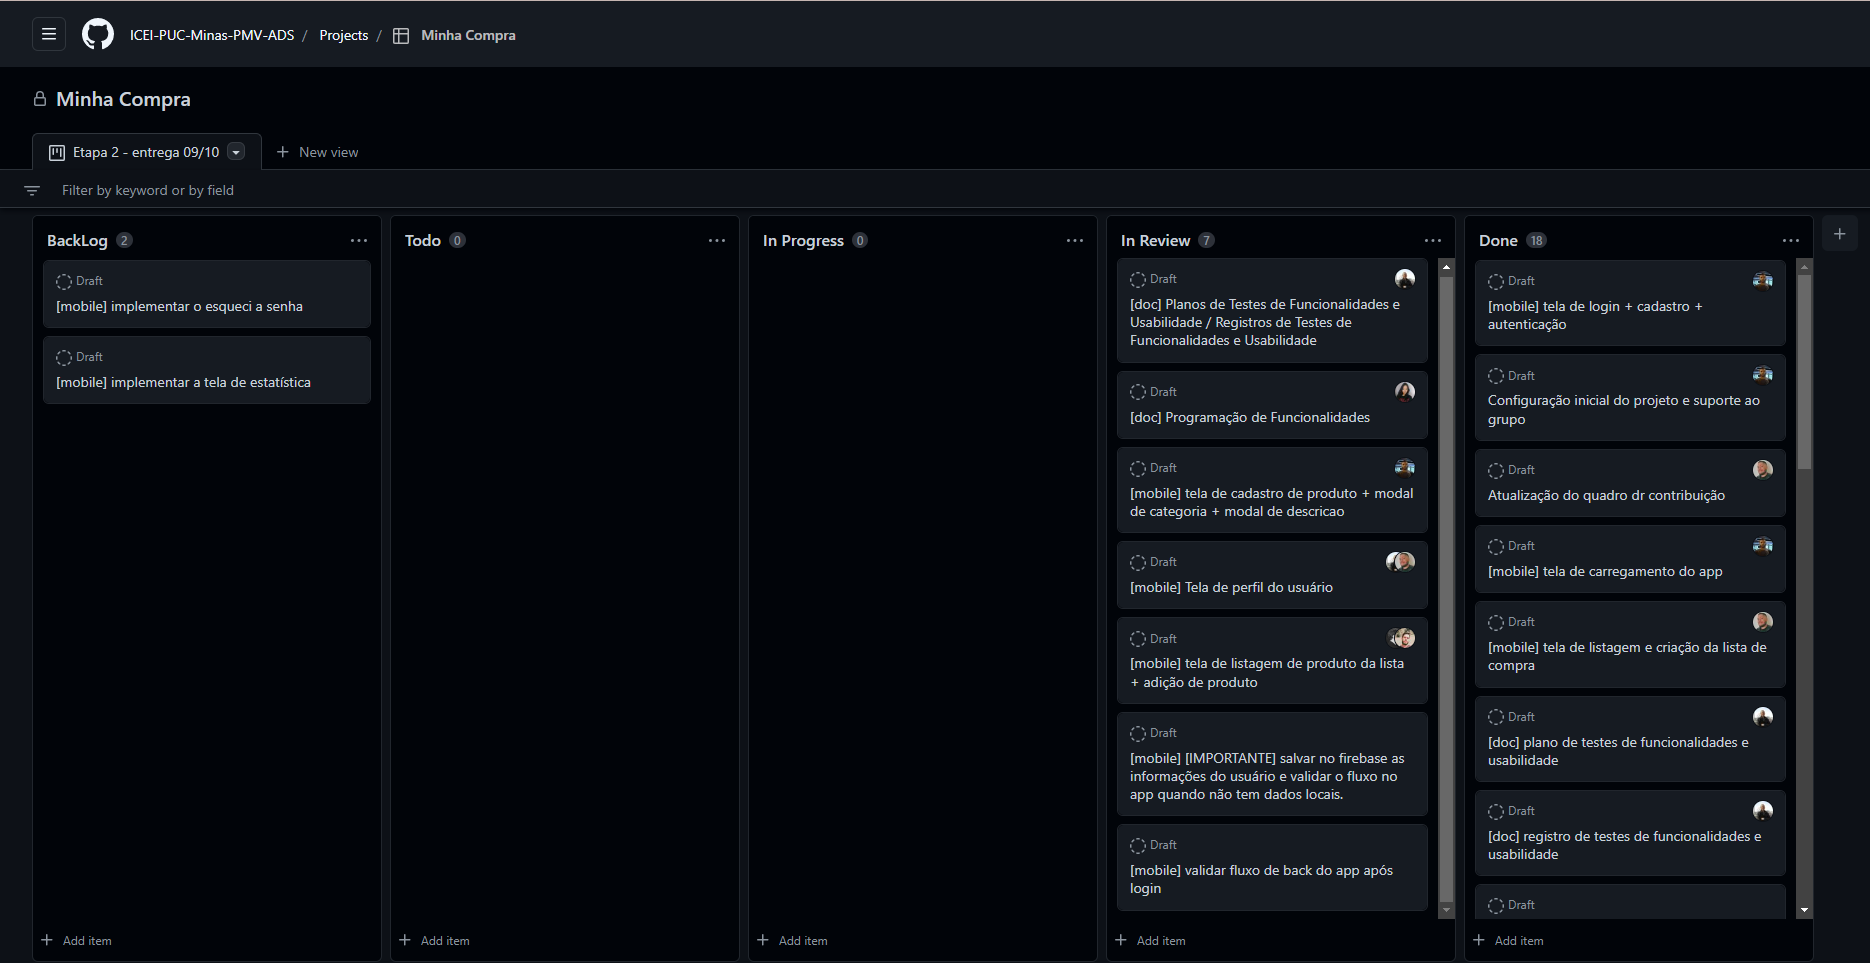 ICEI-PUC-Minas-PMV-ADS / Projects / Minha Compra
Minha Compra
Etapa 2 - entrega 09/10
New view
Filter by keyword or by field
BackLog 2
Draft
[mobile] implementar o esqueci a senha
Draft
[mobile] implementar a tela de estatística
Add item
Todo 0
Add item
In Progress 0
Add item
In Review 7
Draft
[doc] Planos de Testes de Funcionalidades e
Usabilidade / Registros de Testes de
Funcionalidades e Usabilidade
Draft
[doc] Programação de Funcionalidades
Draft
[mobile] tela de cadastro de produto + modal
de categoria + modal de descricao
Draft
[mobile] Tela de perfil do usuário
Draft
[mobile] tela de listagem de produto da lista
+ adição de produto
Draft
[mobile] [IMPORTANTE] salvar no firebase as
informações do usuário e validar o fluxo no
app quando não tem dados locais.
Draft
[mobile] validar fluxo de back do app após
login
Add item
Done 18
Draft
[mobile] tela de login + cadastro +
autenticação
Draft
Configuração inicial do projeto e suporte ao
grupo
Draft
Atualização do quadro dr contribuição
Draft
[mobile] tela de carregamento do app
Draft
[mobile] tela de listagem e criação da lista de
compra
Draft
[doc] plano de testes de funcionalidades e
usabilidade
Draft
[doc] registro de testes de funcionalidades e
usabilidade
Draft
Add item